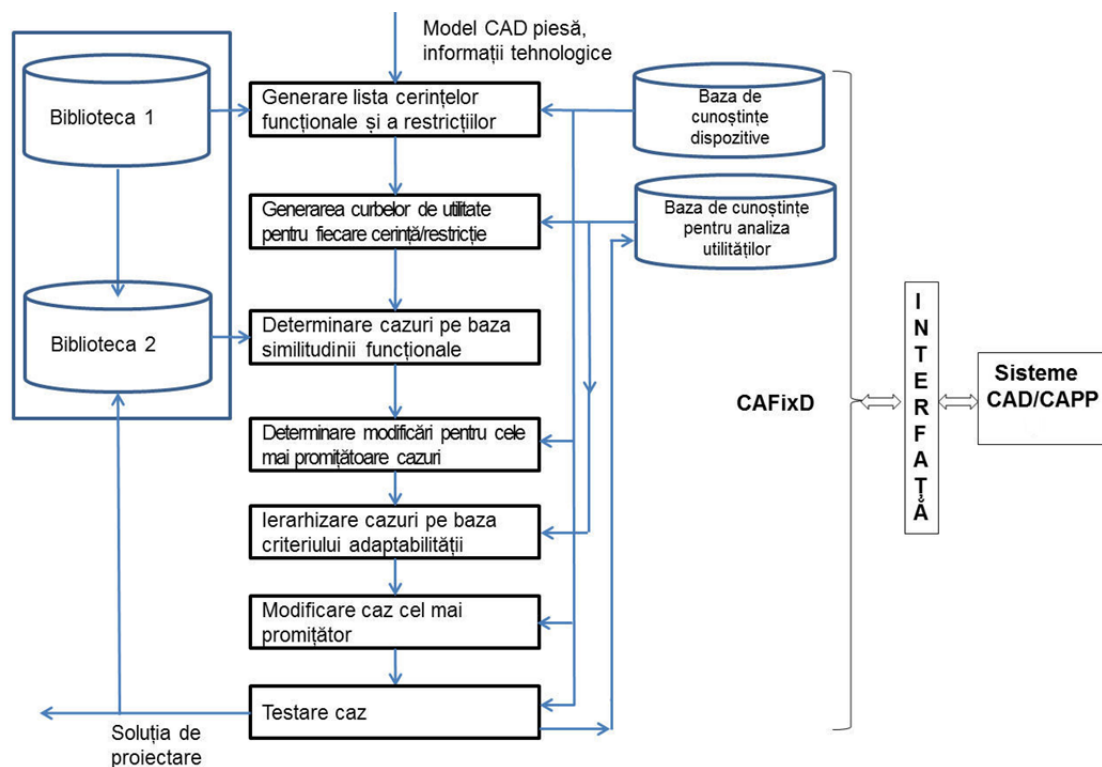 Model CAD piesă,
informații tehnologice
Biblioteca 1
Generare lista cerințelor
funcționale și a restricțiilor
Baza de
cunoștințe
dispozitive
Generarea curbelor de utilitate
pentru fiecare cerință/restricție
Baza de cunoștințe
pentru analiza
utilităților
Biblioteca 2
Determinare cazuri pe baza
similitudinii funcționale
Determinare modificări pentru cele
mai promițătoare cazuri
Ierarhizare cazuri pe baza
criteriului adaptabilității
Modificare caz cel mai
promițător
Testare caz
Soluția de
proiectare
CAFixD
INTERFAȚĂ
Sisteme
CAD/CAPP